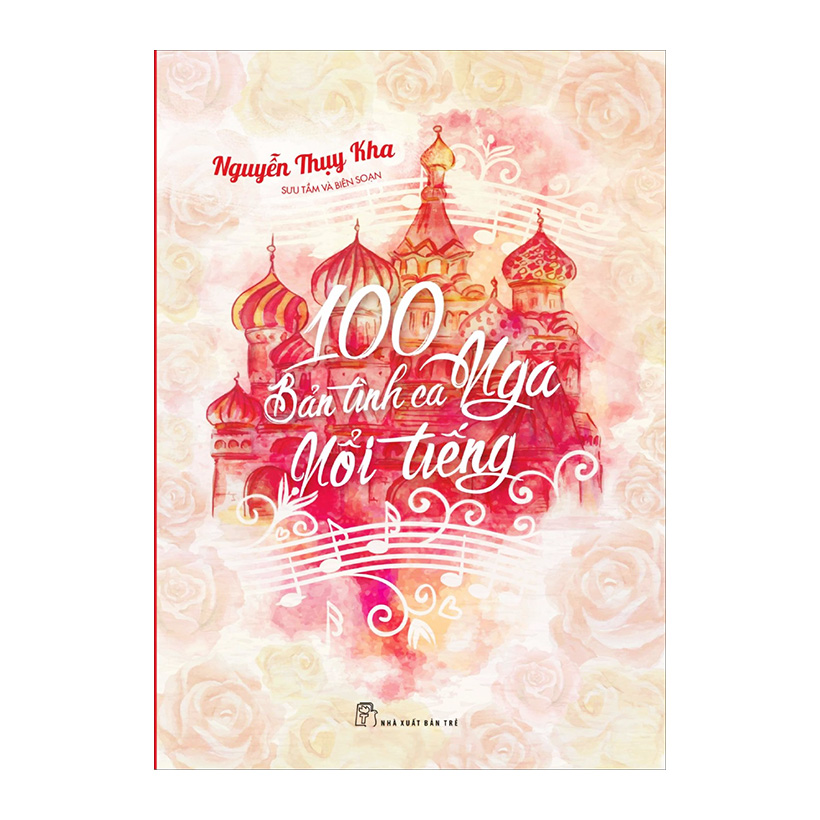 Nguyễn Thụy Kha
SƯU TẦM VÀ BIÊN SOẠN
100
Bản tình ca Nga
Nổi tiếng
NHÀ XUẤT BẢN TRẺ